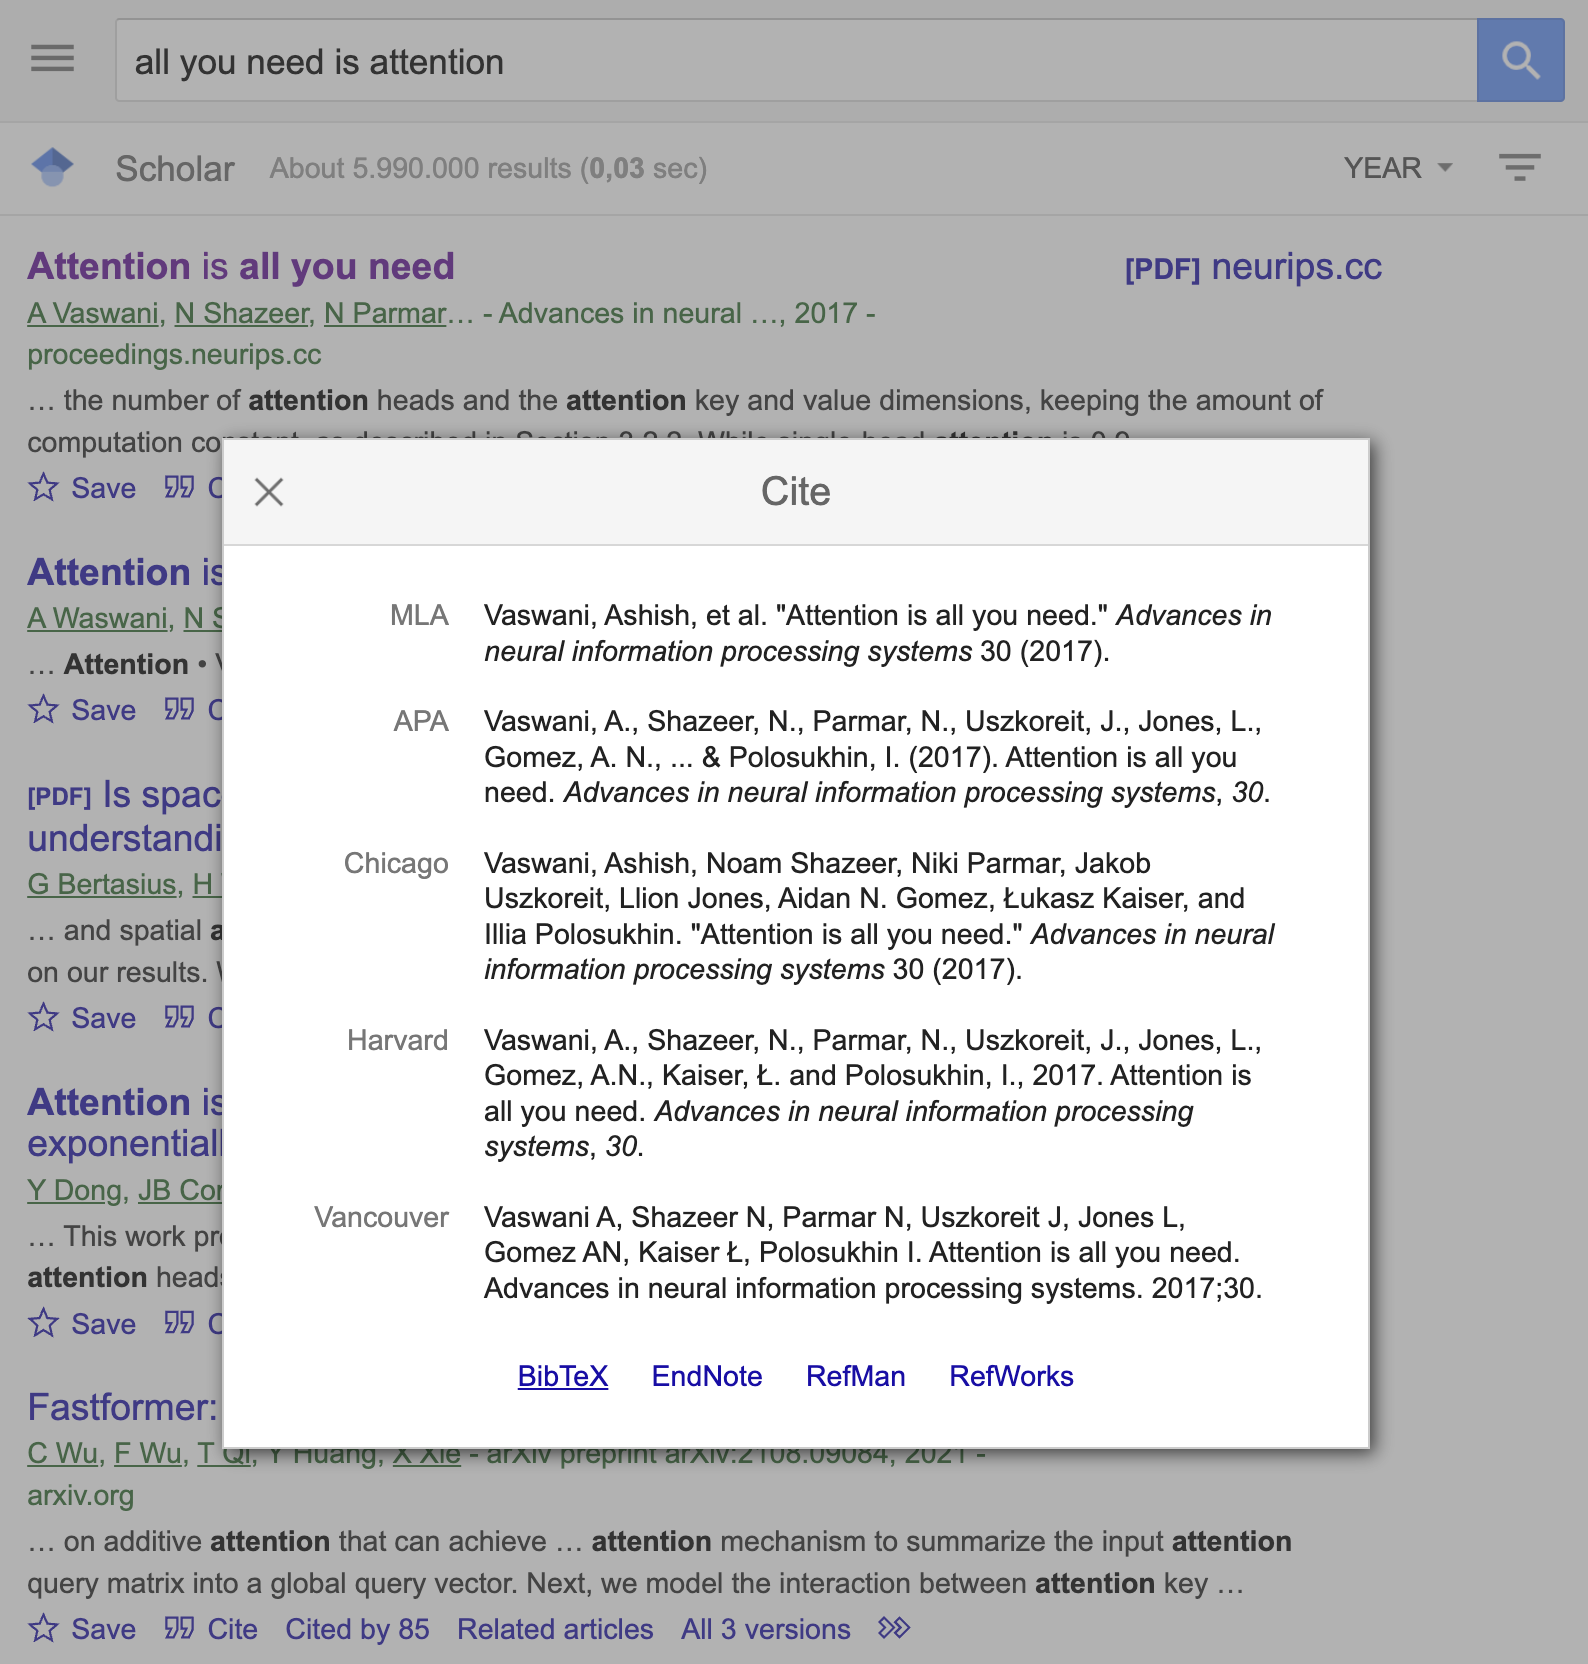 all you need is attention
Scholar About 5.990.000 results (0,03 sec) YEAR
Attention is all you need [PDF] neurips.cc
A Vaswani, N Shazeer, N Parmar… - Advances in neural …, 2017 -
proceedings.neurips.cc
… the number of attention heads and the attention key and value dimensions, keeping the amount of
computation
Save
Attention is
A Waswani, N S
… Attention •
Save
[PDF] Is spac
understandi
G Bertasius, H
… and spatial
on our results.
Save
Attention is
exponentiall
Y Dong, JB Cor
… This work pr
attention heads
Save
Fastformer:
Cite
MLA Vaswani, Ashish, et al. "Attention is all you need." Advances in
neural information processing systems 30 (2017).
APA Vaswani, A., Shazeer, N., Parmar, N., Uszkoreit, J., Jones, L.,
Gomez, A. N., ... & Polosukhin, I. (2017). Attention is all you
need. Advances in neural information processing systems, 30.
Chicago Vaswani, Ashish, Noam Shazeer, Niki Parmar, Jakob
Uszkoreit, Llion Jones, Aidan N. Gomez, Łukasz Kaiser, and
Illia Polosukhin. "Attention is all you need." Advances in neural
information processing systems 30 (2017).
Harvard Vaswani, A., Shazeer, N., Parmar, N., Uszkoreit, J., Jones, L.,
Gomez, A.N., Kaiser, Ł. and Polosukhin, I., 2017. Attention is
all you need. Advances in neural information processing
systems, 30.
Vancouver Vaswani A, Shazeer N, Parmar N, Uszkoreit J, Jones L,
Gomez AN, Kaiser Ł, Polosukhin I. Attention is all you need.
Advances in neural information processing systems. 2017;30.
BibTeX EndNote RefMan RefWorks
C Wu, F Wu, T Qi, Y Huang, X Xie - arXiv preprint arXiv:2108.09084, 2021 -
arxiv.org
… on additive attention that can achieve … attention mechanism to summarize the input attention
query matrix into a global query vector. Next, we model the interaction between attention key …
Save Cite Cited by 85 Related articles All 3 versions